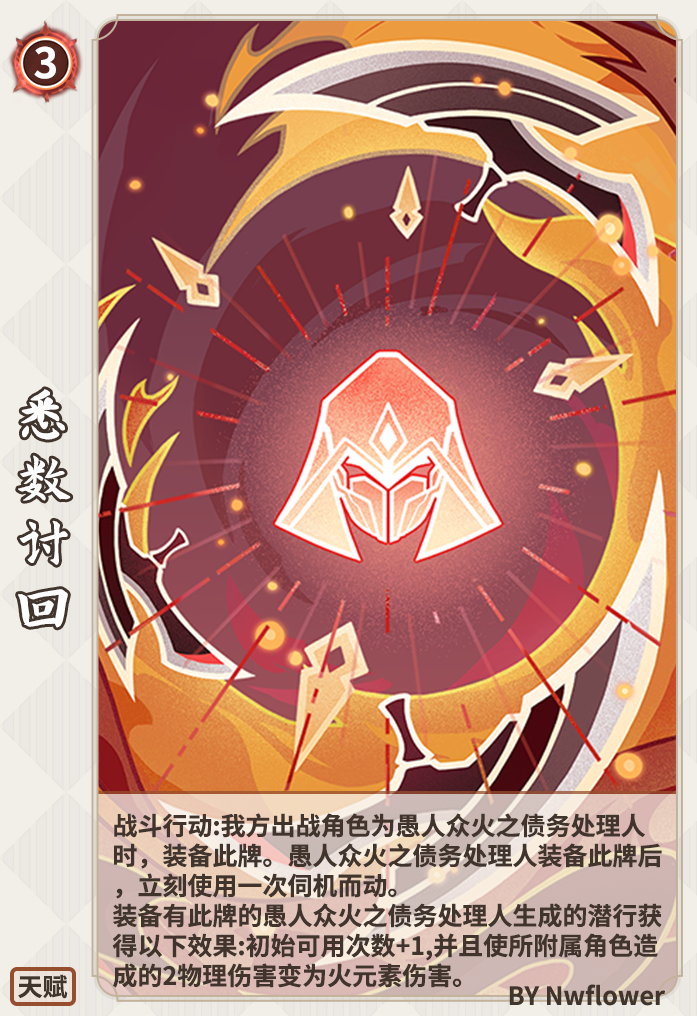 3
悉数讨回
战斗行动:我方出战角色为愚人众火之债务处理人
时，装备此牌。愚人众火之债务处理人装备此牌后
，立刻使用一次伺机而动。
装备有此牌的愚人众火之债务处理人生成的潜行获
得以下效果:初始可用次数+1,并且使所附属角色造
成的2物理伤害变为火元素伤害。
天赋
BY Nwflower